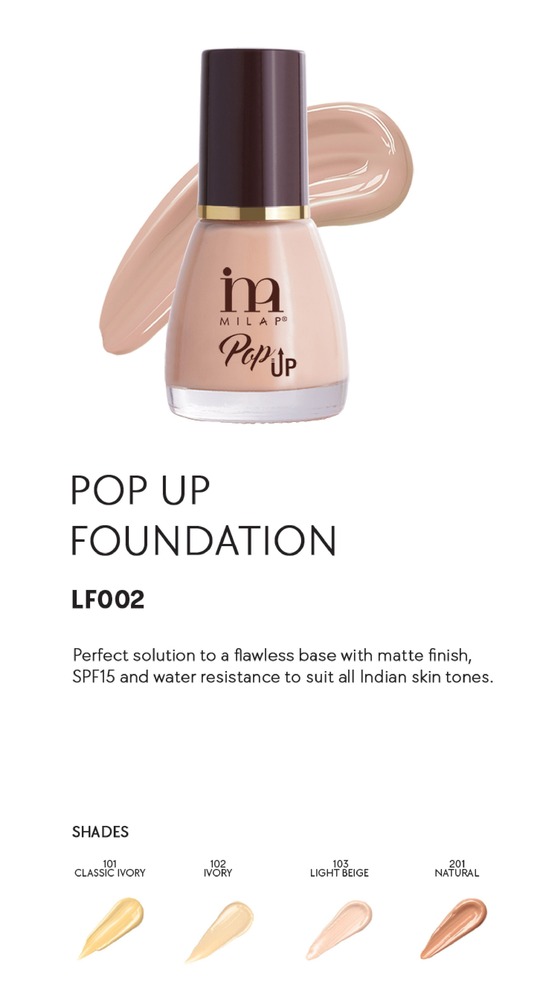 im
MILAP®
Pop UP
POP UP
FOUNDATION
LF002
Perfect solution to a flawless base with matte finish,
SPF15 and water resistance to suit all Indian skin tones.
SHADES
101
CLASSIC IVORY
102
IVORY
103
LIGHT BEIGE
201
NATURAL